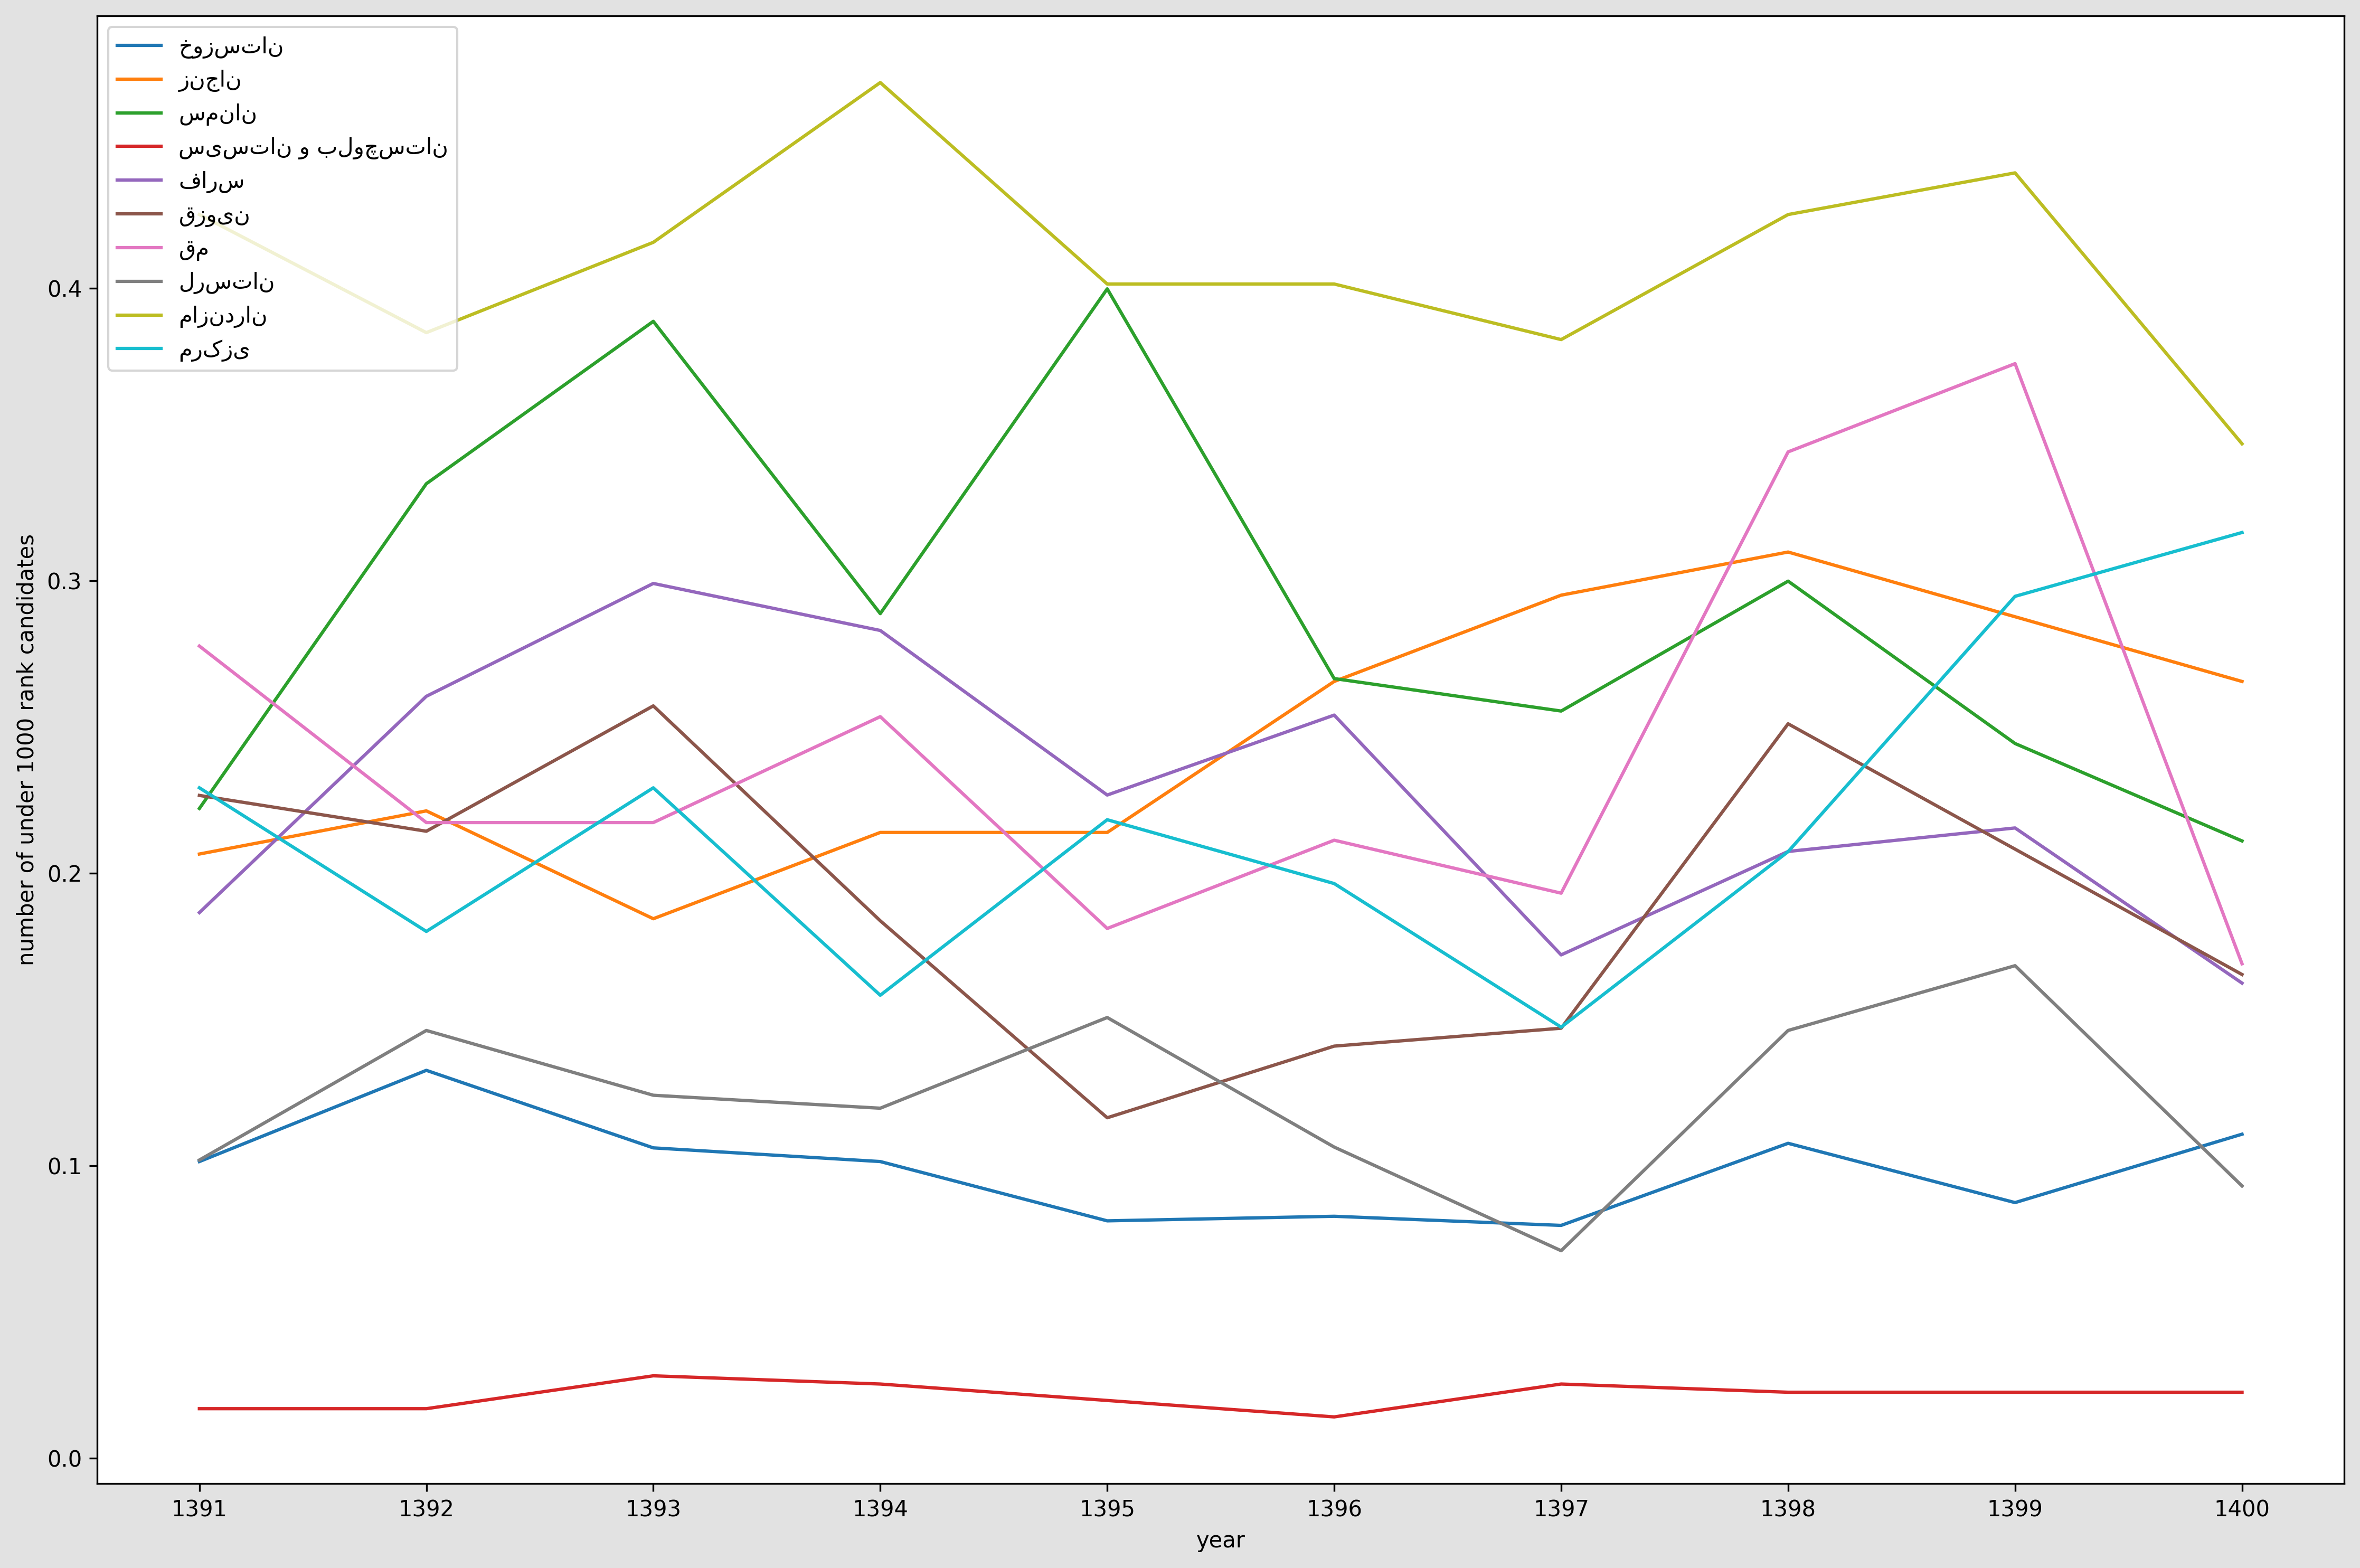 خوزستان
زنجان
سمنان
سیستان و بلوچستان
فارس
قزوین
قم
لرستان
مازندران
مرکزی
number of under 1000 rank candidates
0.4
0.3
0.2
0.1
0.0
1391 1392 1393 1394 1395 1396 1397 1398 1399 1400
year